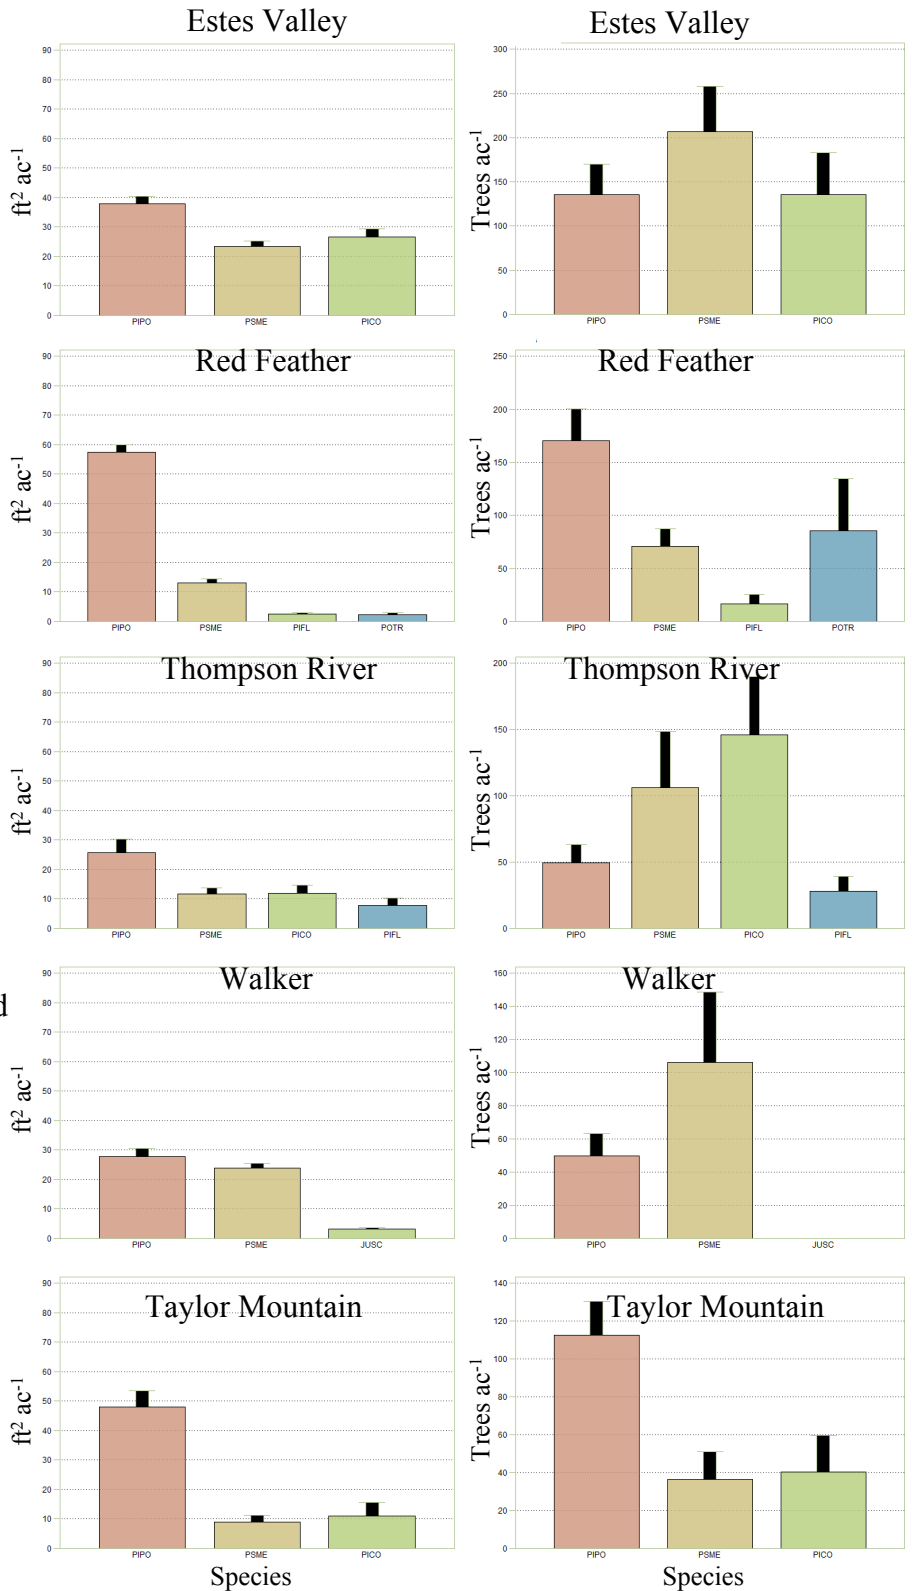 Estes Valley
ft² ac⁻¹
90
80
70
60
50
40
30
20
10
0
PIPO PSME PICO
Estes Valley
Trees ac⁻¹
300
250
200
150
100
50
0
PIPO PSME PICO
Red Feather
ft² ac⁻¹
90
80
70
60
50
40
30
20
10
0
PIPO PSME PIFL POTR
Red Feather
Trees ac⁻¹
250
200
150
100
50
0
PIPO PSME PIFL POTR
Thompson River
ft² ac⁻¹
90
80
70
60
50
40
30
20
10
0
PIPO PSME PICO PIFL
Thompson River
Trees ac⁻¹
200
150
100
50
0
PIPO PSME PICO PIFL
d
Walker
ft² ac⁻¹
90
80
70
60
50
40
30
20
10
0
PIPO PSME JUSC
Walker
Trees ac⁻¹
160
140
120
100
80
60
40
20
0
PIPO PSME JUSC
Taylor Mountain
ft² ac⁻¹
90
80
70
60
50
40
30
20
10
0
PIPO PSME PICO
Species
Taylor Mountain
Trees ac⁻¹
140
120
100
80
60
40
20
0
PIPO PSME PICO
Species